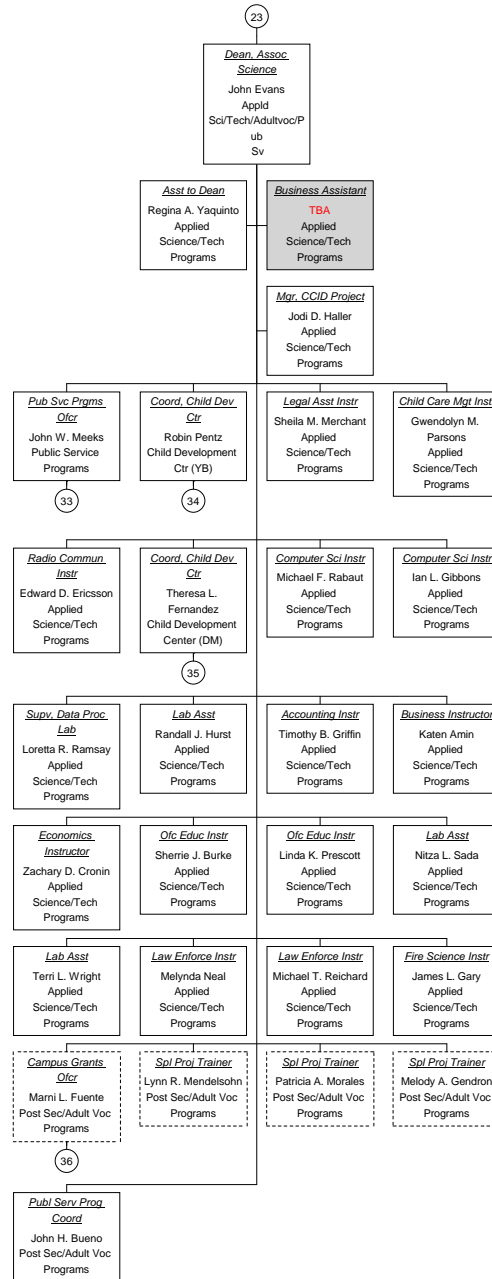 23
Dean, Assoc
Science
John Evans
Appld
Sci/Tech/Adultvoc/P
ub
Sv
Asst to Dean
Regina A. Yaquinto
Applied
Science/Tech
Programs
Business Assistant
TBA
Applied
Science/Tech
Programs
Mgr, CCID Project
Jodi D. Haller
Applied
Science/Tech
Programs
Pub Svc Prgms
Ofcr
John W. Meeks
Public Service
Programs
33
Coord, Child Dev
Ctr
Robin Pentz
Child Development
Ctr (YB)
34
Legal Asst Instr
Sheila M. Merchant
Applied
Science/Tech
Programs
Child Care Mgt Inst
Gwendolyn M.
Parsons
Applied
Science/Tech
Programs
Radio Commun
Instr
Edward D. Ericsson
Applied
Science/Tech
Programs
Coord, Child Dev
Ctr
Theresa L.
Fernandez
Child Development
Center (DM)
35
Computer Sci Instr
Michael F. Rabaut
Applied
Science/Tech
Programs
Computer Sci Instr
Ian L. Gibbons
Applied
Science/Tech
Programs
Supv, Data Proc
Lab
Loretta R. Ramsay
Applied
Science/Tech
Programs
Lab Asst
Randall J. Hurst
Applied
Science/Tech
Programs
Accounting Instr
Timothy B. Griffin
Applied
Science/Tech
Programs
Business Instructor
Katen Amin
Applied
Science/Tech
Programs
Economics
Instructor
Zachary D. Cronin
Applied
Science/Tech
Programs
Ofc Educ Instr
Sherrie J. Burke
Applied
Science/Tech
Programs
Ofc Educ Instr
Linda K. Prescott
Applied
Science/Tech
Programs
Lab Asst
Nitza L. Sada
Applied
Science/Tech
Programs
Lab Asst
Terri L. Wright
Applied
Science/Tech
Programs
Law Enforce Instr
Melynda Neal
Applied
Science/Tech
Programs
Law Enforce Instr
Michael T. Reichard
Applied
Science/Tech
Programs
Fire Science Instr
James L. Gary
Applied
Science/Tech
Programs
Campus Grants
Ofcr
Marni L. Fuente
Post Sec/Adult Voc
Programs
36
Spl Proj Trainer
Lynn R. Mendelsohn
Post Sec/Adult Voc
Programs
Spl Proj Trainer
Patricia A. Morales
Post Sec/Adult Voc
Programs
Spl Proj Trainer
Melody A. Gendron
Post Sec/Adult Voc
Programs
Publ Serv Prog
Coord
John H. Bueno
Post Sec/Adult Voc
Programs